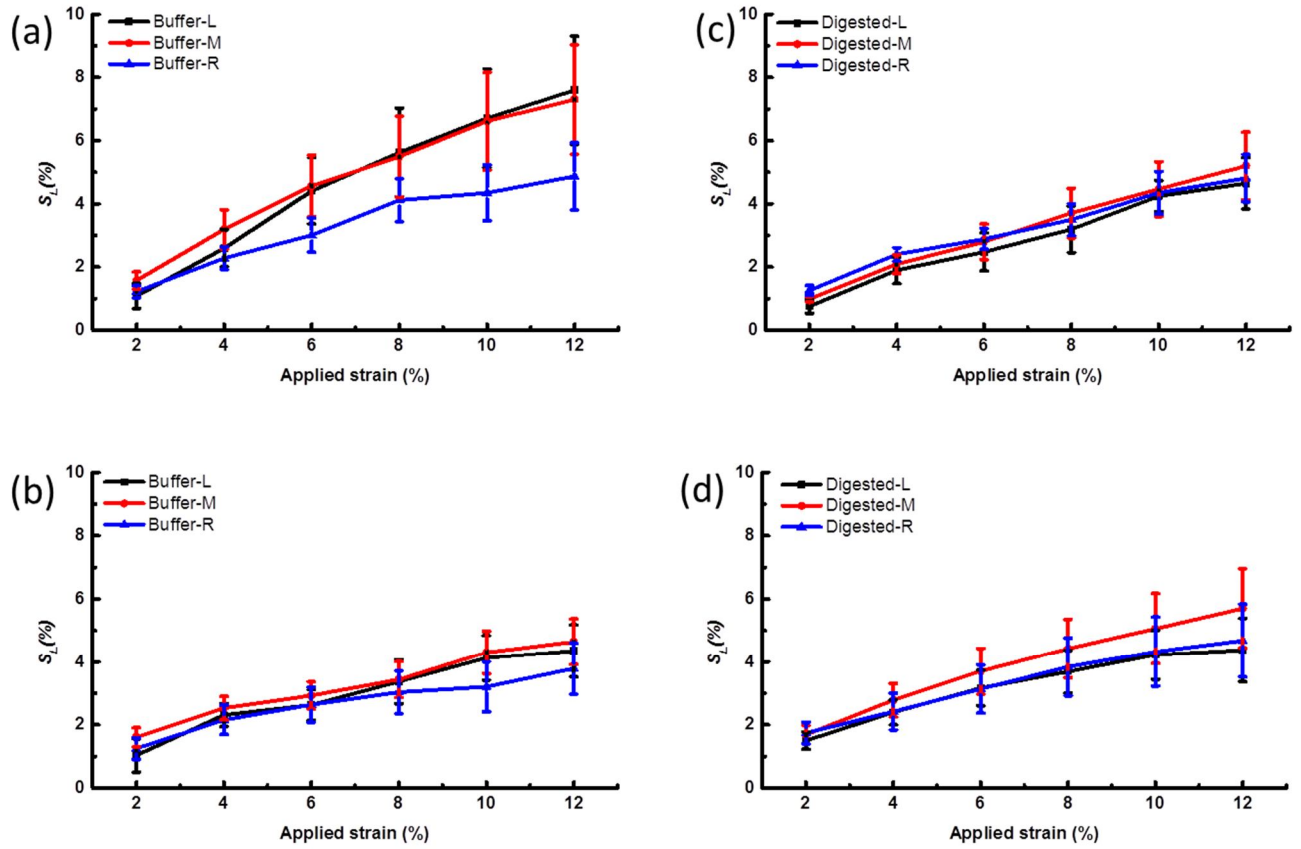 (a)
Buffer-L
Buffer-M
Buffer-R
10
8
6
4
2
0
S_L(%)
2 4 6 8 10 12
Applied strain (%)
(c)
Digested-L
Digested-M
Digested-R
10
8
6
4
2
0
S_L(%)
2 4 6 8 10 12
Applied strain (%)
(b)
Buffer-L
Buffer-M
Buffer-R
10
8
6
4
2
0
S_L(%)
2 4 6 8 10 12
Applied strain (%)
(d)
Digested-L
Digested-M
Digested-R
10
8
6
4
2
0
S_L(%)
2 4 6 8 10 12
Applied strain (%)